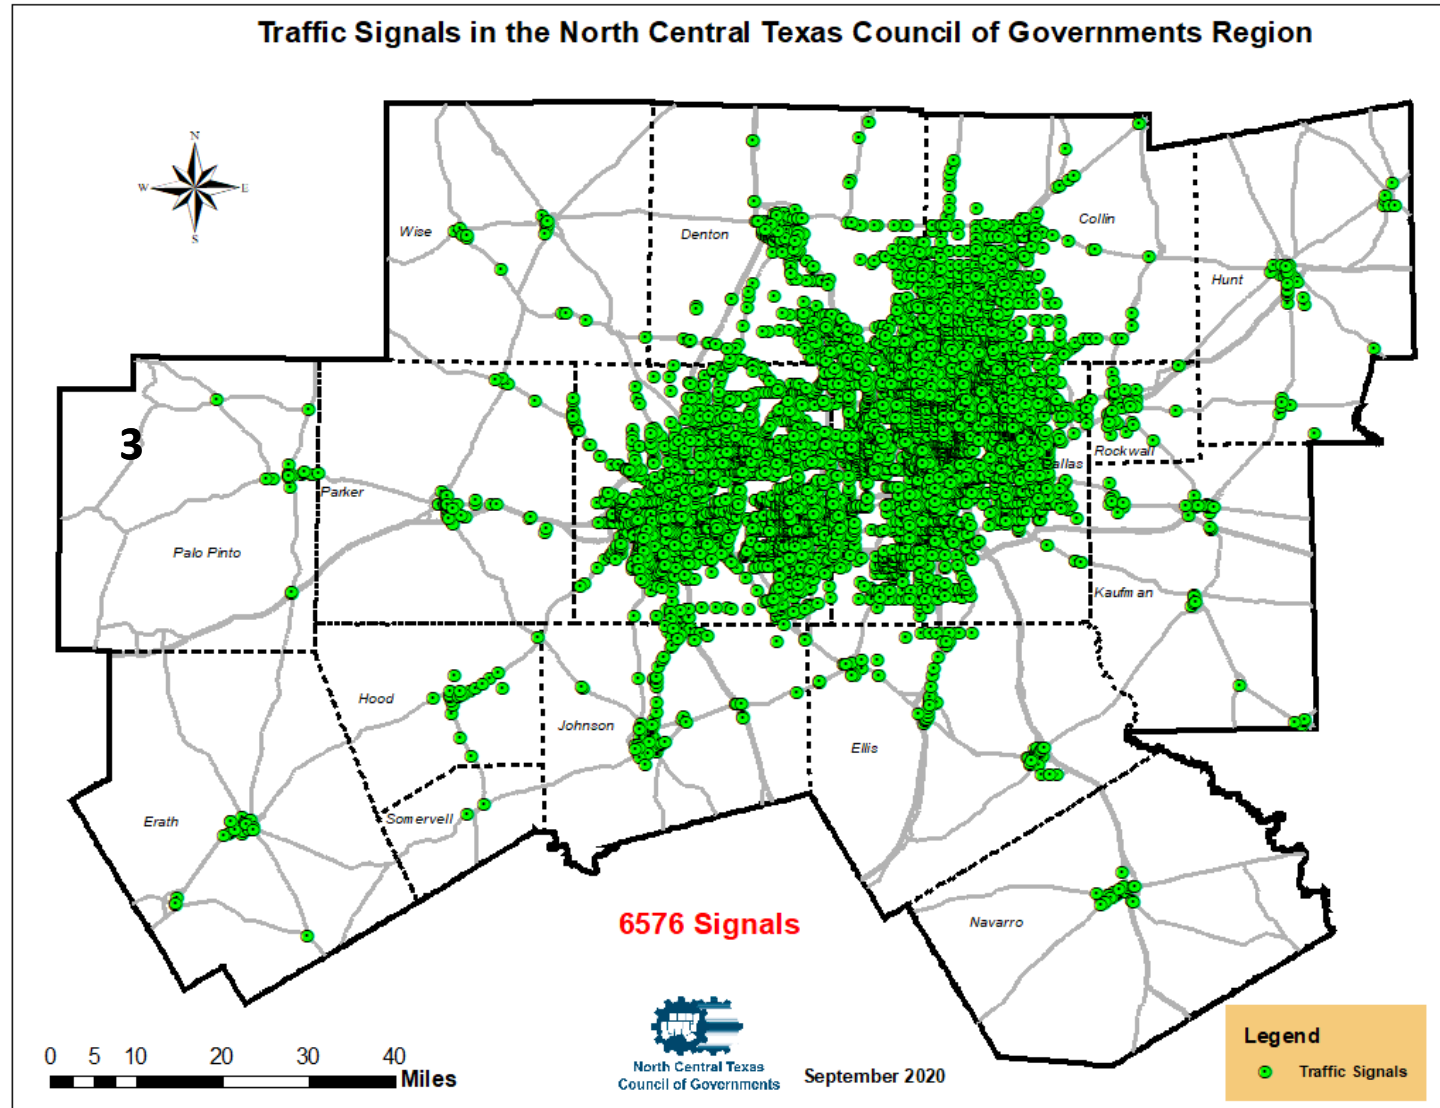 Traffic Signals in the North Central Texas Council of Governments Region
N
W E
S
Wise
Denton
Collin
Hunt
3
Parker
Rockwall
allas
Palo Pinto
Kaufman
Hood
Johnson
Ellis
Erath
Somervell
Navarro
6576 Signals
North Central Texas
Council of Governments
September 2020
0 5 10 20 30 40
Miles
Legend
Traffic Signals